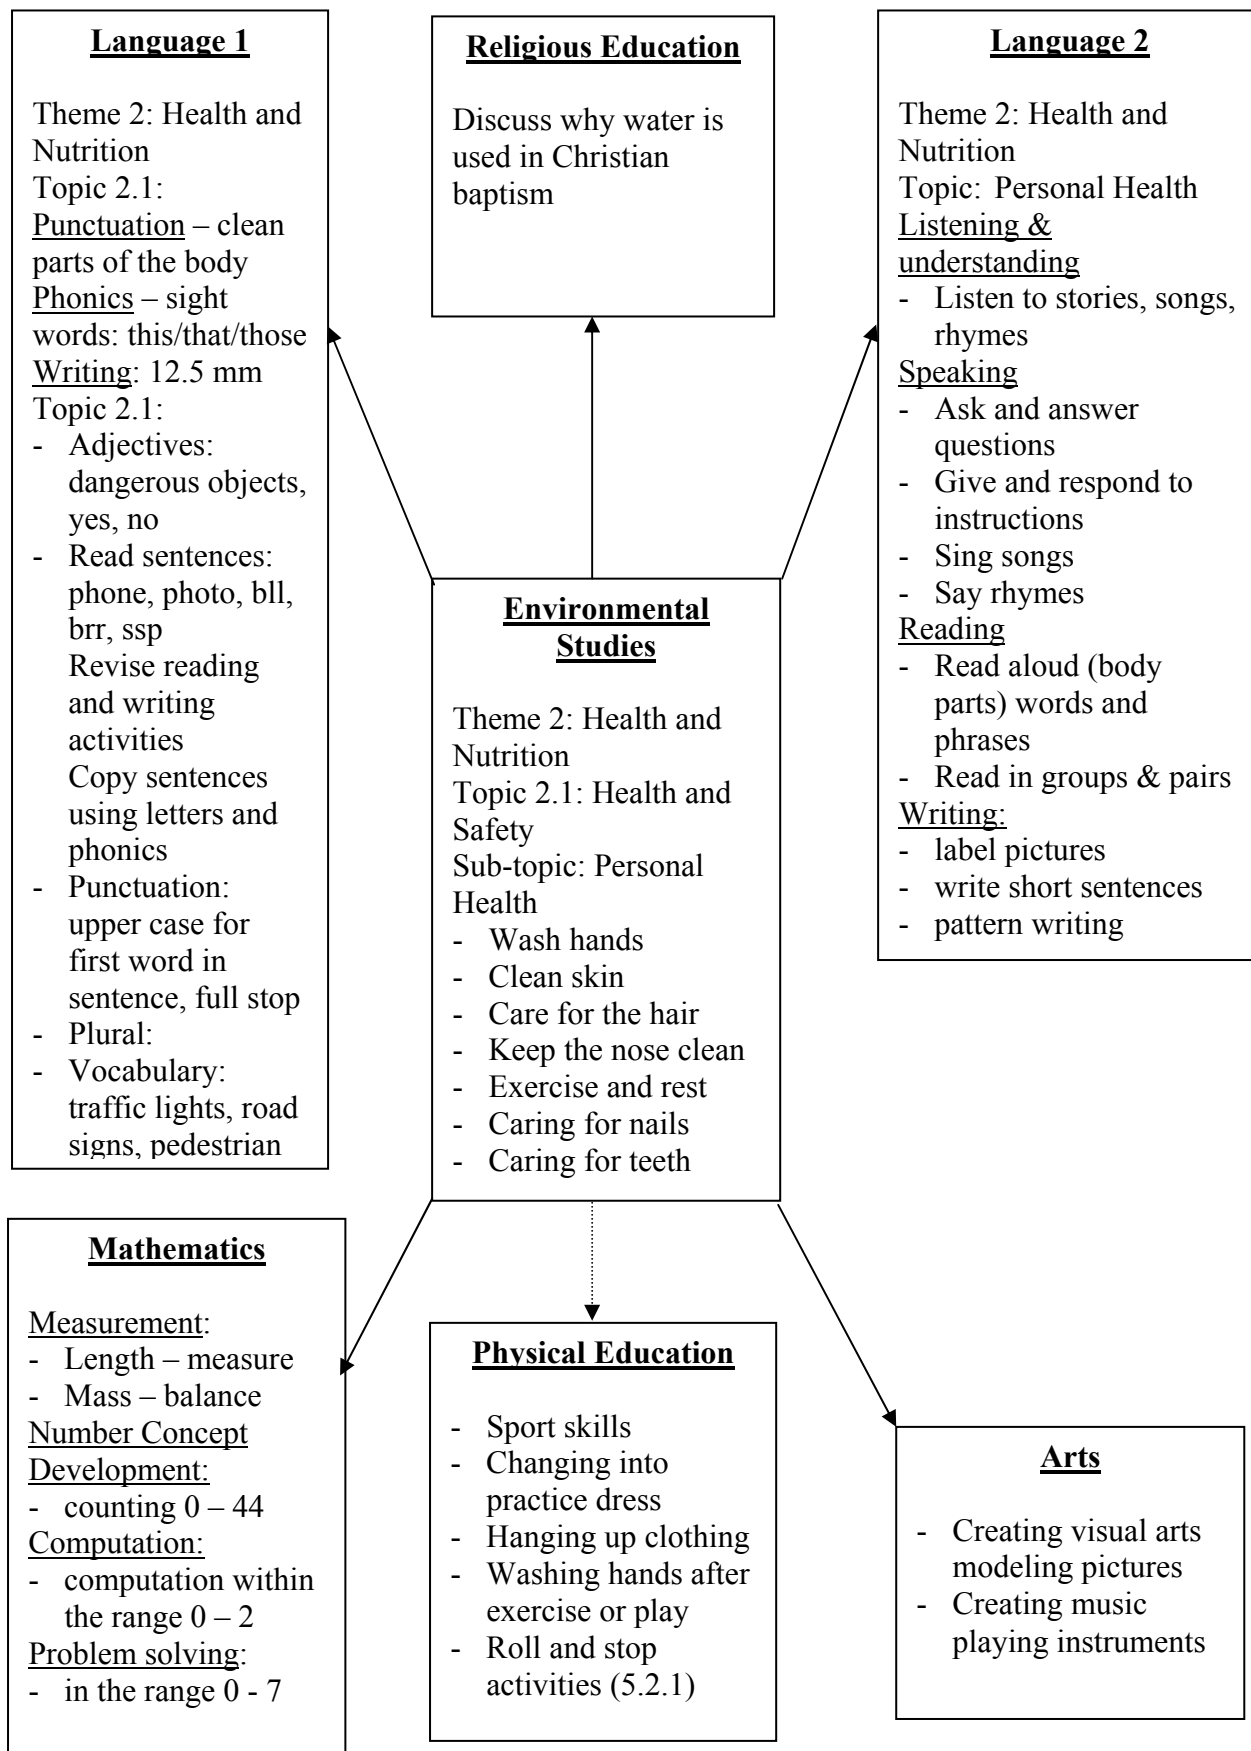 Language 1
Theme 2: Health and
Nutrition
Topic 2.1:
Punctuation – clean
parts of the body
Phonics – sight
words: this/that/those
Writing: 12.5 mm
Topic 2.1:
- Adjectives:
dangerous objects,
yes, no
- Read sentences:
phone, photo, bll,
brr, ssp
Revise reading
and writing
activities
Copy sentences
using letters and
phonics
- Punctuation:
upper case for
first word in
sentence, full stop
- Plural:
- Vocabulary:
traffic lights, road
signs, pedestrian
Religious Education
Discuss why water is
used in Christian
baptism
Language 2
Theme 2: Health and
Nutrition
Topic: Personal Health
Listening &
understanding
- Listen to stories, songs,
rhymes
Speaking
- Ask and answer
questions
- Give and respond to
instructions
- Sing songs
- Say rhymes
Reading
- Read aloud (body
parts) words and
phrases
- Read in groups & pairs
Writing:
- label pictures
- write short sentences
- pattern writing
Environmental
Studies
Theme 2: Health and
Nutrition
Topic 2.1: Health and
Safety
Sub-topic: Personal
Health
- Wash hands
- Clean skin
- Care for the hair
- Keep the nose clean
- Exercise and rest
- Caring for nails
- Caring for teeth
Mathematics
Measurement:
- Length – measure
- Mass – balance
Number Concept
Development:
- counting 0 – 44
Computation:
- computation within
the range 0 – 2
Problem solving:
- in the range 0 - 7
Physical Education
- Sport skills
- Changing into
practice dress
- Hanging up clothing
- Washing hands after
exercise or play
- Roll and stop
activities (5.2.1)
Arts
- Creating visual arts
modeling pictures
- Creating music
playing instruments